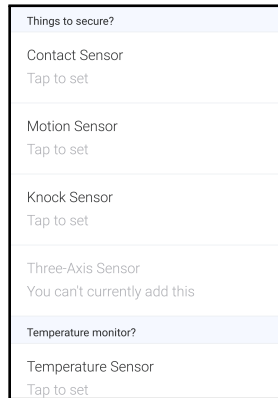 Things to secure?
Contact Sensor
Tap to set
Motion Sensor
Tap to set
Knock Sensor
Tap to set
Three-Axis Sensor
You can't currently add this
Temperature monitor?
Temperature Sensor
Tap to set